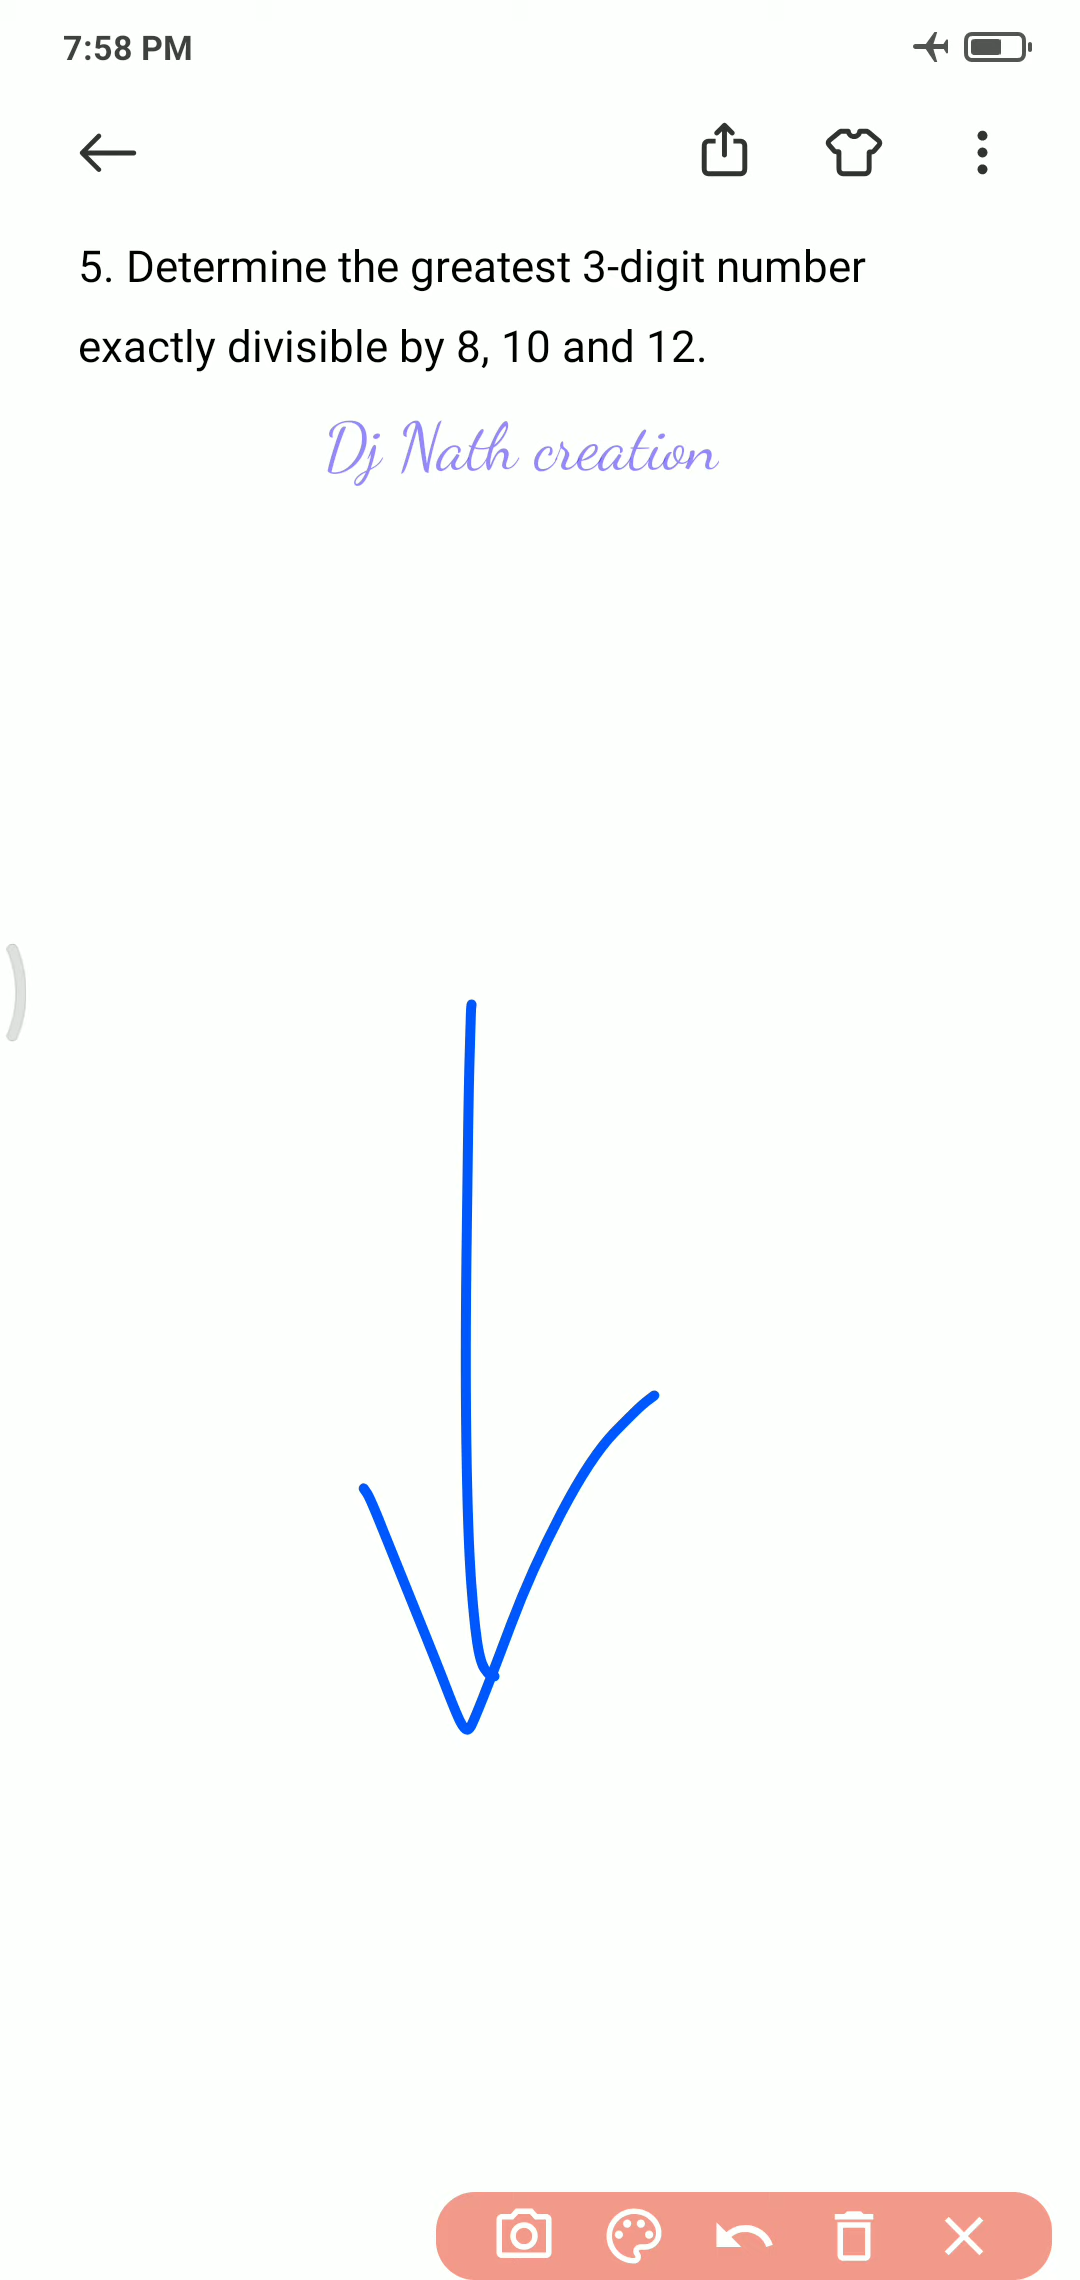 7:58 PM
5. Determine the greatest 3-digit number
exactly divisible by 8, 10 and 12.
Dj Nath creation